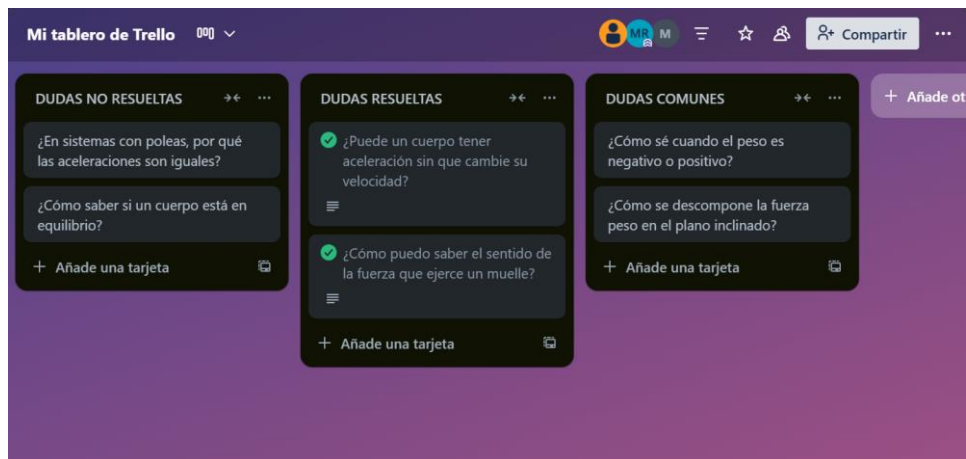 Mi tablero de Trello
MR
M
Compartir
DUDAS NO RESUELTAS
¿En sistemas con poleas, por qué
las aceleraciones son iguales?
¿Cómo saber si un cuerpo está en
equilibrio?
+ Añade una tarjeta
DUDAS RESUELTAS
¿Puede un cuerpo tener
aceleración sin que cambie su
velocidad?
¿Cómo puedo saber el sentido de
la fuerza que ejerce un muelle?
+ Añade una tarjeta
DUDAS COMUNES
¿Cómo sé cuando el peso es
negativo o positivo?
¿Cómo se descompone la fuerza
peso en el plano inclinado?
+ Añade una tarjeta
+ Añade ot